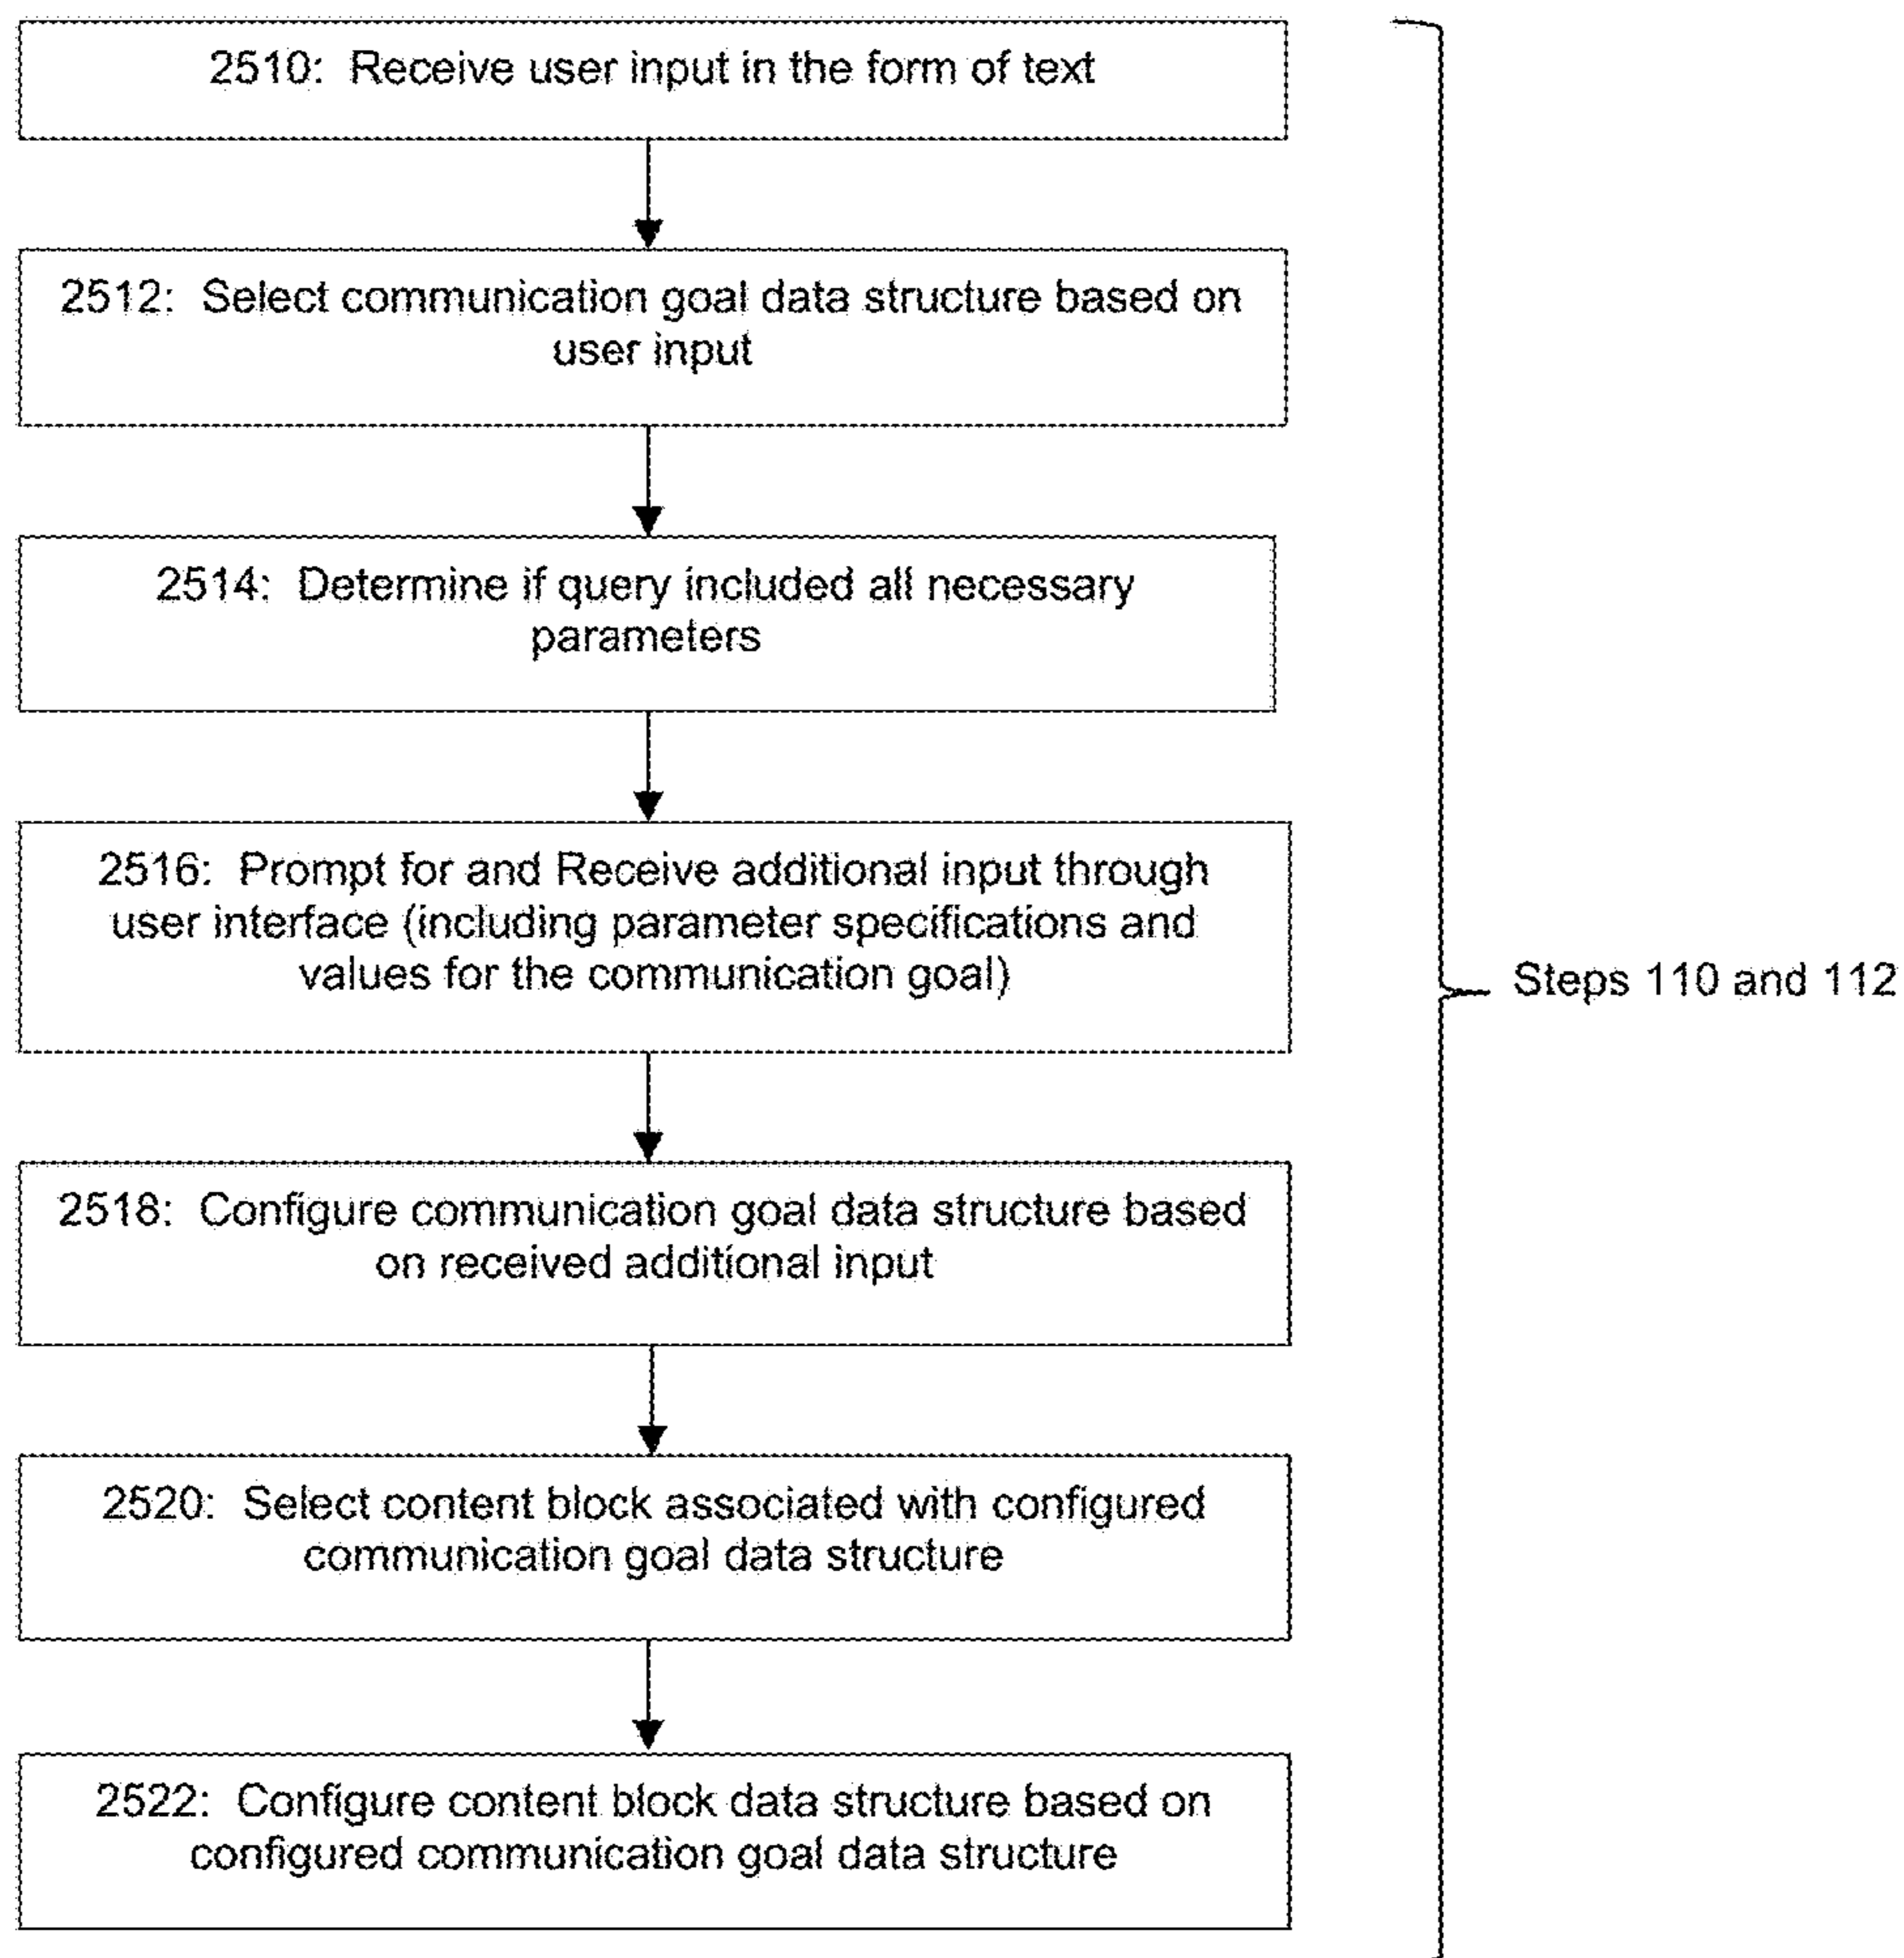 2510: Receive user input in the form of text
2512: Select communication goal data structure based on
user input
2514: Determine if query included all necessary
parameters
2516: Prompt for and Receive additional input through
user interface (including parameter specifications and
values for the communication goal)
Steps 110 and 112
2518: Configure communication goal data structure based
on received additional input
2520: Select content block associated with configured
communication goal data structure
2522: Configure content block data structure based on
configured communication goal data structure